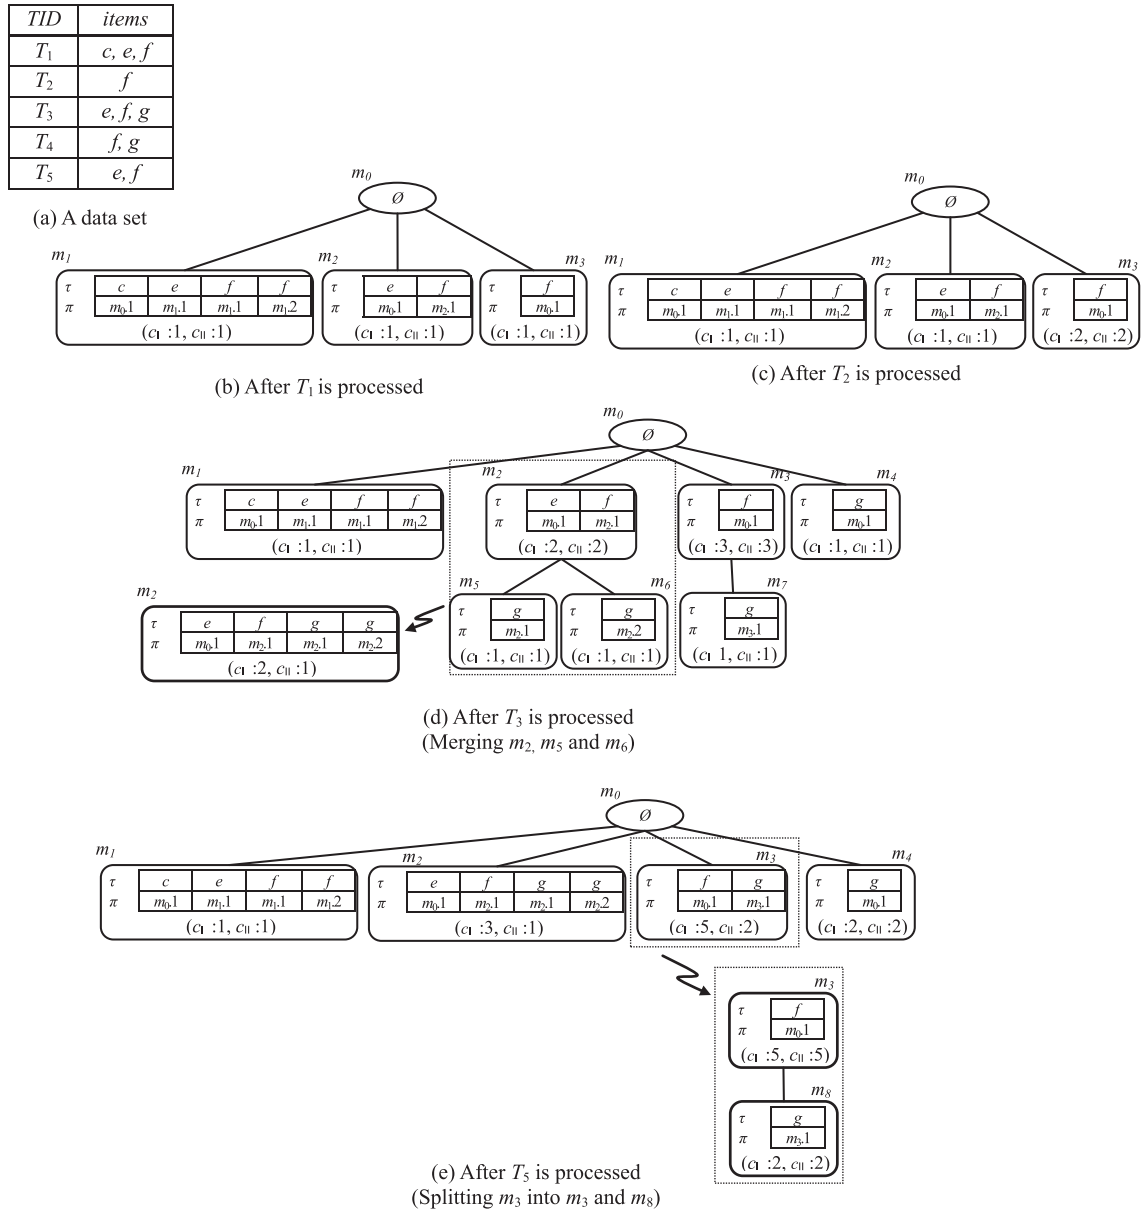 TID items
T1 c, e, f
T2 f
T3 e, f, g
T4 f, g
T5 e, f
(a) A data set
m0
Ø
m1 m2 m3
τ c e f f
π m0.1 m1.1 m1.1 m1.2
(cI :1, cII :1)
τ e f
π m0.1 m2.1
(cI :1, cII :1)
τ f
π m0.1
(cI :1, cII :1)
(b) After T1 is processed
m0
Ø
m1 m2 m3
τ c e f f
π m0.1 m1.1 m1.1 m1.2
(cI :1, cII :1)
τ e f
π m0.1 m2.1
(cI :1, cII :1)
τ f
π m0.1
(cI :2, cII :2)
(c) After T2 is processed
m0
Ø
m1 m2 m3 m4
τ c e f f
π m0.1 m1.1 m1.1 m1.2
(cI :1, cII :1)
τ e f
π m0.1 m2.1
(cI :2, cII :2)
τ f
π m0.1
(cI :3, cII :3)
τ g
π m0.1
(cI :1, cII :1)
m2
τ e f g g
π m0.1 m2.1 m2.1 m2.2
(cI :2, cII :1)
m5
τ g
π m2.1
(cI :1, cII :1)
m6
τ g
π m2.2
(cI :1, cII :1)
m7
τ g
π m3.1
(cI 1, cII :1)
(d) After T3 is processed
(Merging m2, m5 and m6)
m0
Ø
m1 m2 m3 m4
τ c e f f
π m0.1 m1.1 m1.1 m1.2
(cI :1, cII :1)
τ e f g g
π m0.1 m2.1 m2.1 m2.2
(cI :3, cII :1)
τ f g
π m0.1 m3.1
(cI :5, cII :2)
τ g
π m0.1
(cI :2, cII :2)
m3
τ f
π m0.1
(cI :5, cII :5)
m8
τ g
π m3.1
(cI :2, cII :2)
(e) After T5 is processed
(Splitting m3 into m3 and m8)